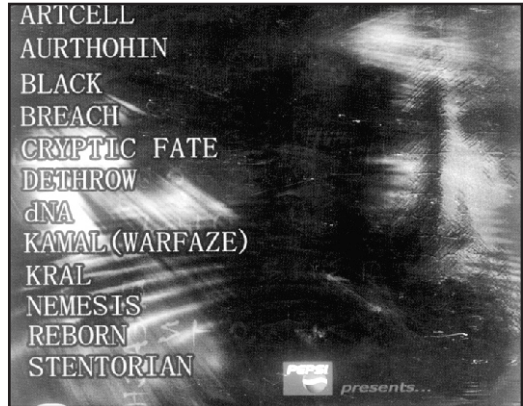 ARTCELL
AURTHOHIN
BLACK
BREACH
CRYPTIC FATE
DETHROW
dNA
KAMAL(WARFAZE)
KRAL
NEMESIS
REBORN
STENTORIAN
PEPSI
presents...